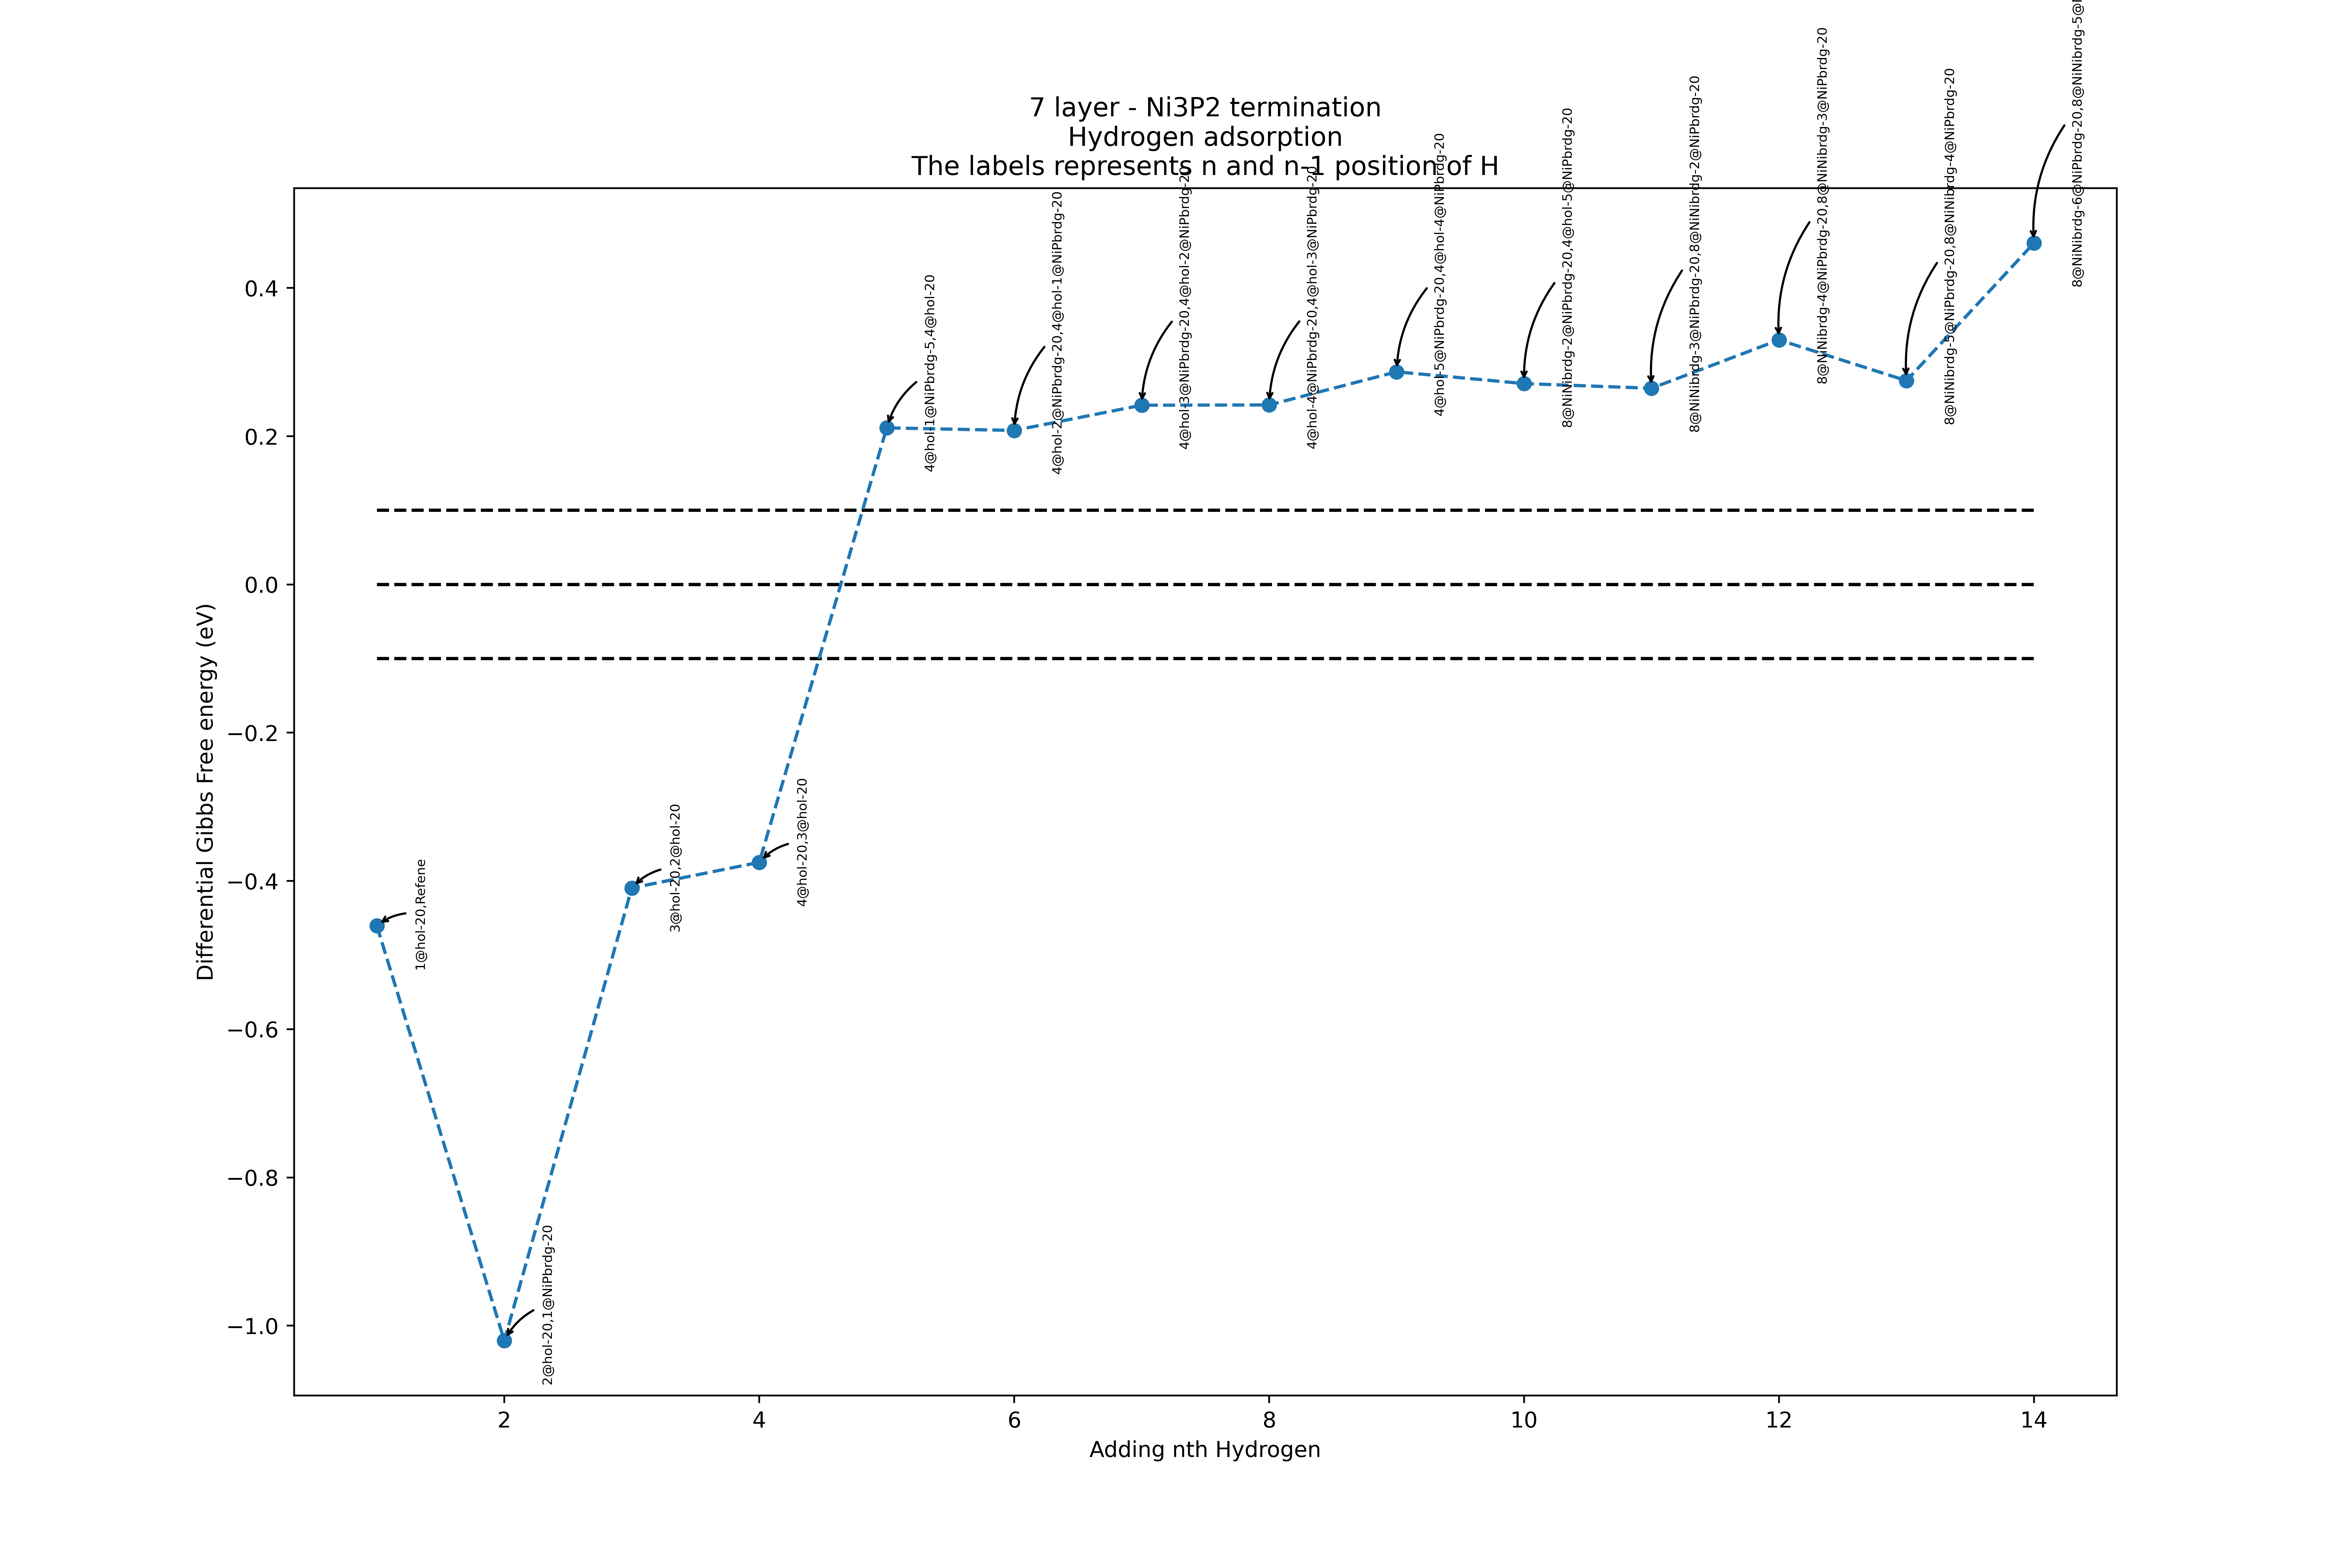 7 layer - Ni3P2 termination
Hydrogen adsorption
The labels represents n and n-1 position of H
Differential Gibbs Free energy (eV)
0.4
0.2
0.0
−0.2
−0.4
−0.6
−0.8
−1.0
1@hol-20,Refene
2@hol-20,1@NiPbrdg-20
3@hol-20,2@hol-20
4@hol-20,3@hol-20
4@hol-1@NiPbrdg-5,4@hol-20
4@hol-2@NiPbrdg-20,4@hol-1@NiPbrdg-20
4@hol-3@NiPbrdg-20,4@hol-2@NiPbrdg-20
4@hol-4@NiPbrdg-20,4@hol-3@NiPbrdg-20
4@hol-5@NiPbrdg-20,4@hol-4@NiPbrdg-20
8@NiNibrdg-2@NiPbrdg-20,4@hol-5@NiPbrdg-20
8@NiNibrdg-3@NiPbrdg-20,8@NiNibrdg-2@NiPbrdg-20
8@NiNibrdg-4@NiPbrdg-20,8@NiNibrdg-3@NiPbrdg-20
8@NiNibrdg-5@NiPbrdg-20,8@NiNibrdg-4@NiPbrdg-20
8@NiNibrdg-6@NiPbrdg-20,8@NiNibrdg-5@
2
4
6
8
10
12
14
Adding nth Hydrogen